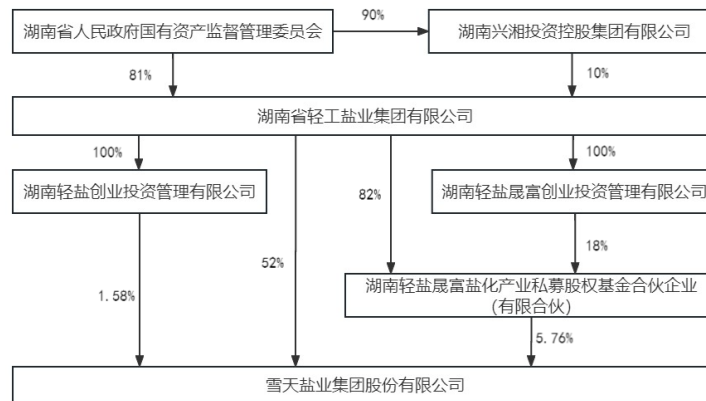 湖南省人民政府国有资产监督管理委员会
90%
湖南兴湘投资控股集团有限公司
81%
10%
湖南省轻工盐业集团有限公司
100%
100%
湖南轻盐创业投资管理有限公司
82%
湖南轻盐晟富创业投资管理有限公司
52%
18%
1.58%
湖南轻盐晟富盐化产业私募股权基金合伙企业
(有限合伙)
5.76%
雪天盐业集团股份有限公司